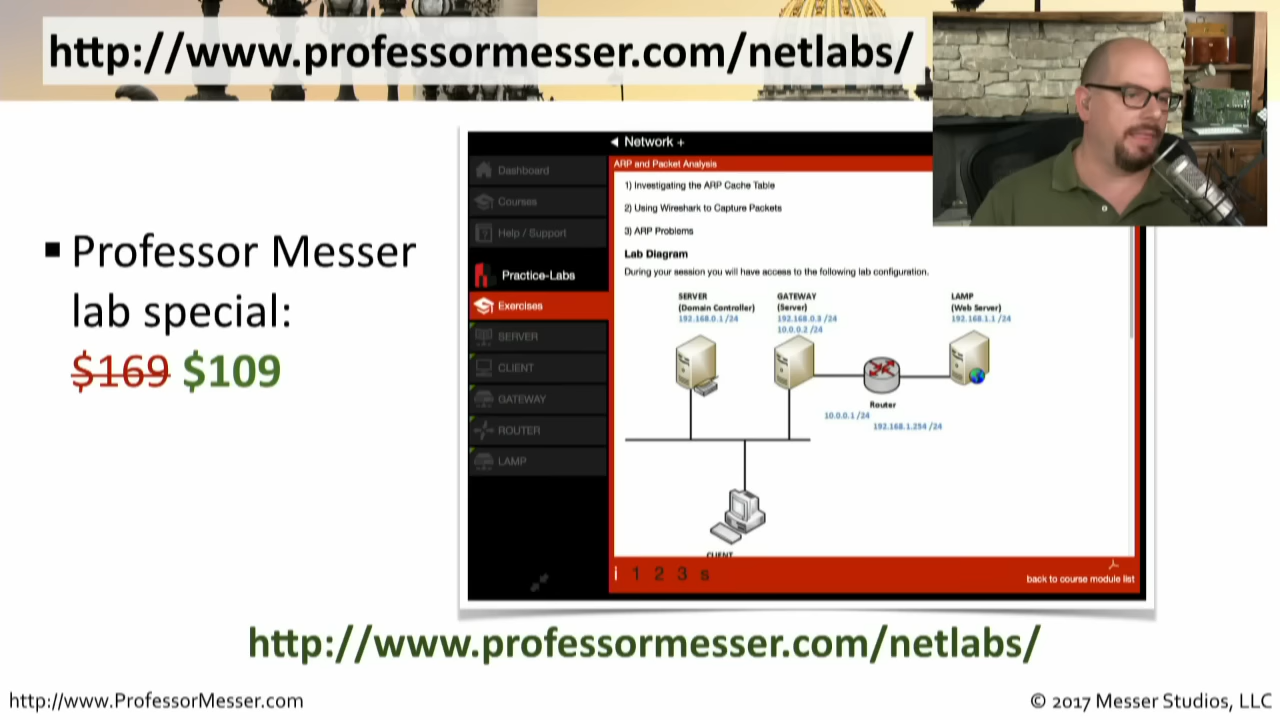 http://www.professormesser.com/netlabs/
▪ Professor Messer
lab special:
$169 $109
◄ Network +
Dashboard
Courses
Help / Support
Practice-Labs
Exercises
SERVER
CLIENT
GATEWAY
ROUTER
LAMP
ARP and Packet Analysis
1) Investigating the ARP Cache Table
2) Using Wireshark to Capture Packets
3) ARP Problems
Lab Diagram
During your session you will have access to the following lab configuration.
SERVER
(Domain Controller)
192.168.0.1 /24
GATEWAY
(Server)
192.168.0.3 /24
10.0.0.2 /24
LAMP
(Web Server)
192.168.1.1 /24
Router
10.0.0.1 /24
192.168.1.254 /24
CLIENT
i 1 2 3 s
back to course module list
http://www.professormesser.com/netlabs/
http://www.ProfessorMesser.com
© 2017 Messer Studios, LLC